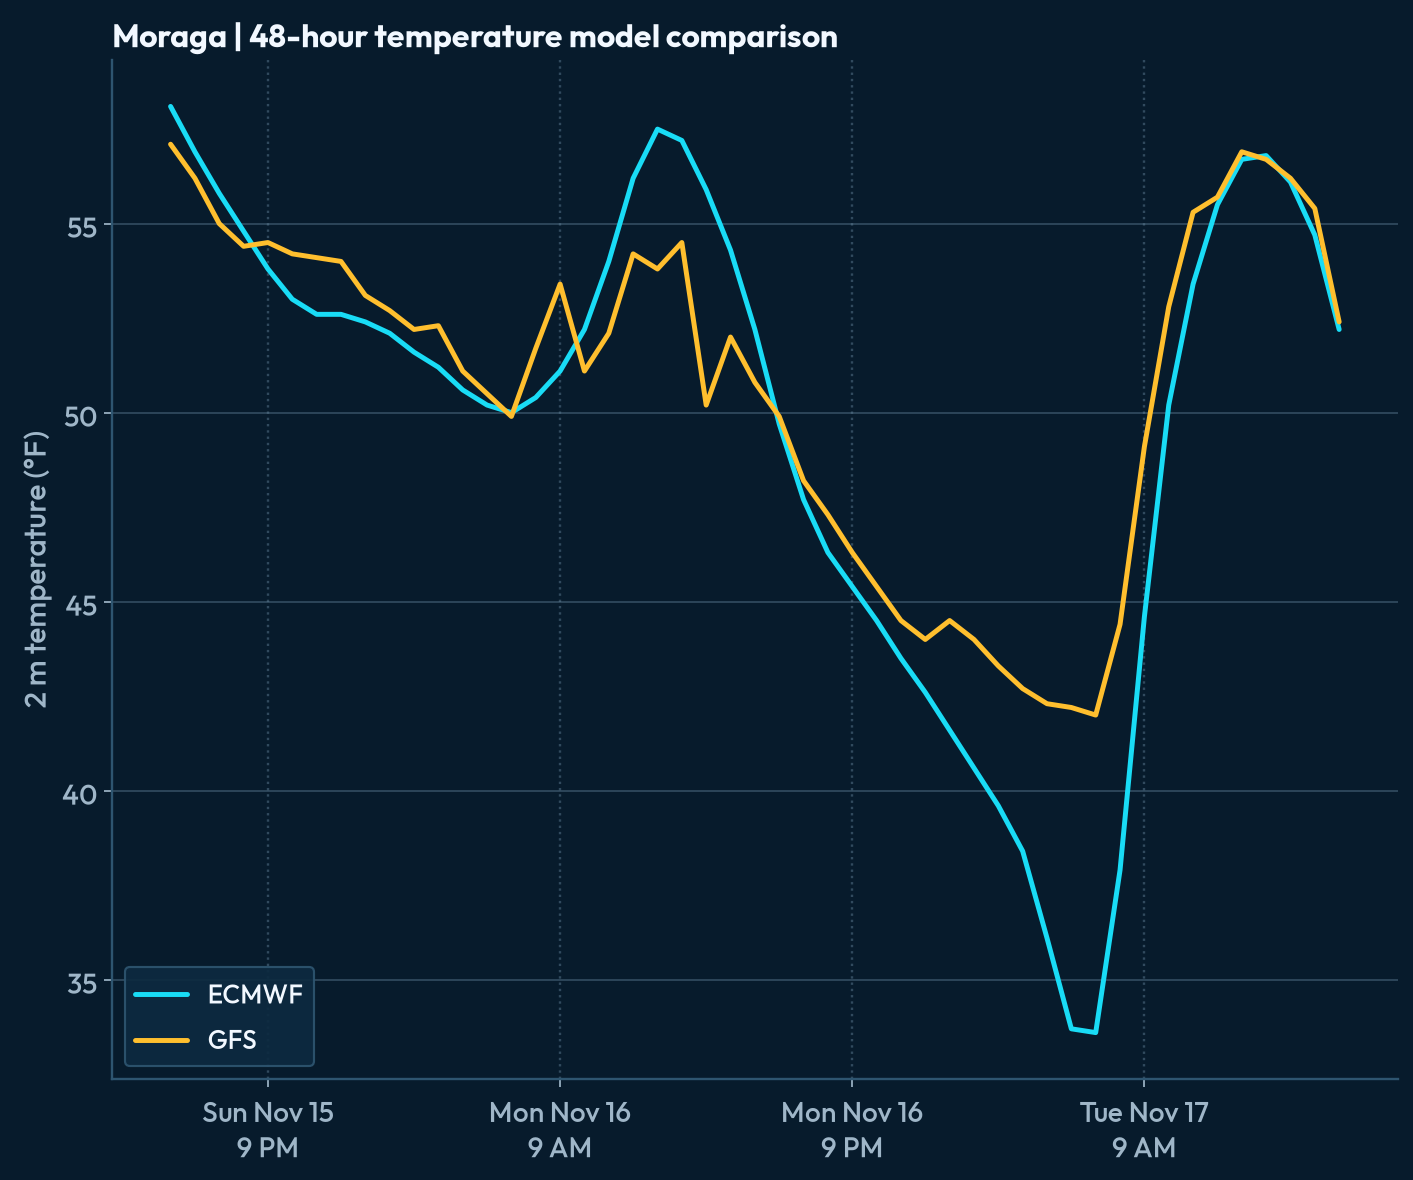 Moraga | 48-hour temperature model comparison
2 m temperature (°F)
55
50
45
40
35
ECMWF
GFS
Sun Nov 15
9 PM
Mon Nov 16
9 AM
Mon Nov 16
9 PM
Tue Nov 17
9 AM